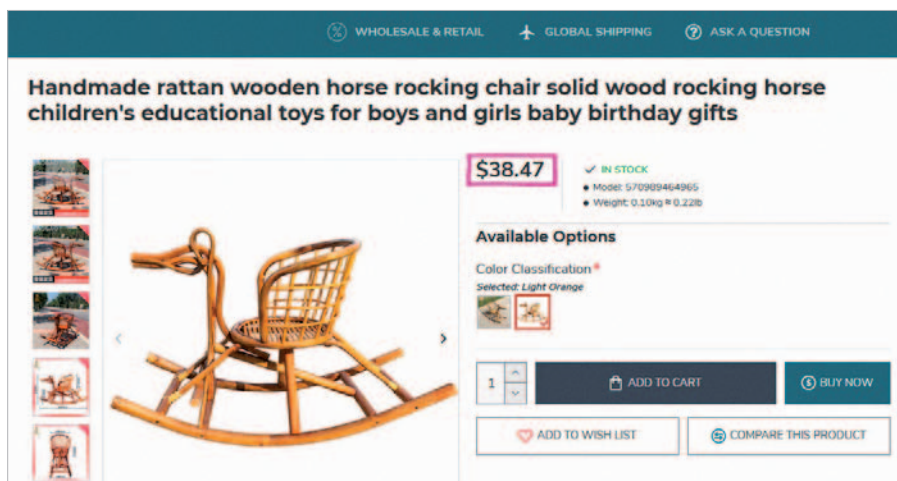 WHOLESALE & RETAIL GLOBAL SHIPPING ASK A QUESTION
Handmade rattan wooden horse rocking chair solid wood rocking horse
children's educational toys for boys and girls baby birthday gifts
$38.47
IN STOCK
Model: 570989464965
Weight: 0.10kg ≈ 0.22lb
Available Options
Color Classification*
Selected: Light Orange
1
ADD TO CART
BUY NOW
ADD TO WISH LIST
COMPARE THIS PRODUCT